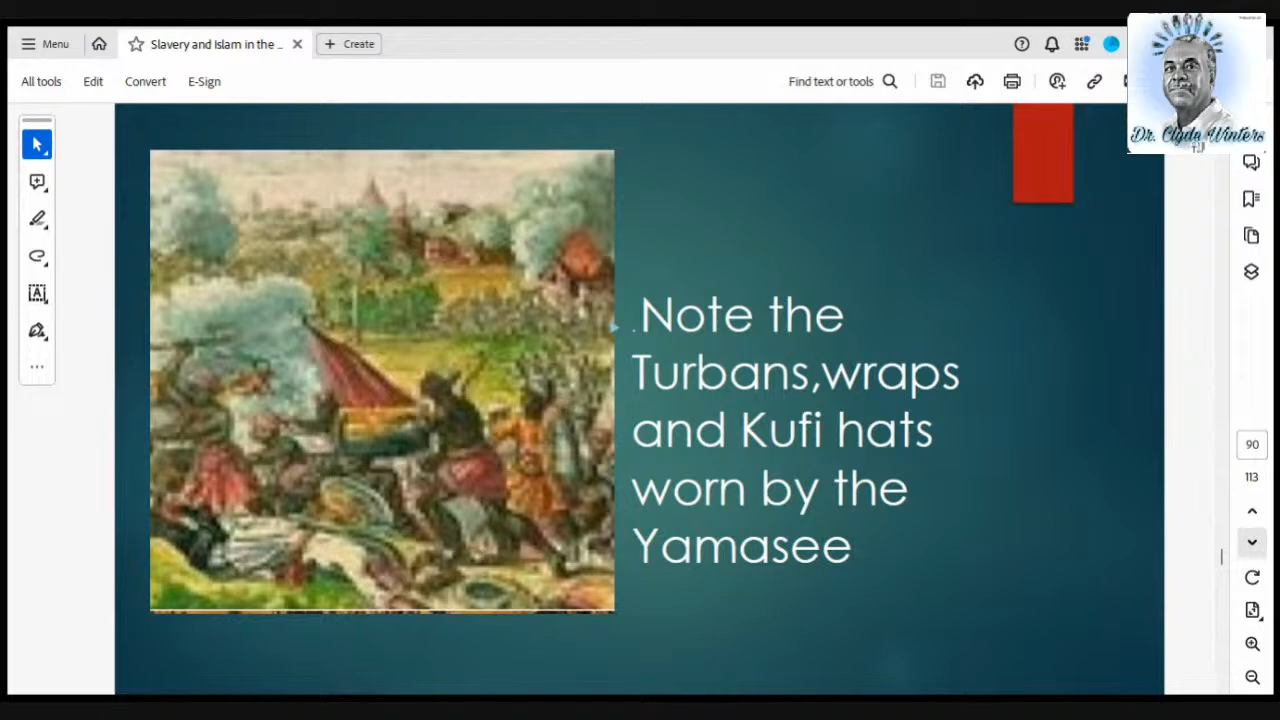 Menu
Slavery and Islam in the ...
Create
All tools
Edit
Convert
E-Sign
Find text or tools
Dr. Clyde Winters
.Note the
Turbans,wraps
and Kufi hats
worn by the
Yamasee
90
113